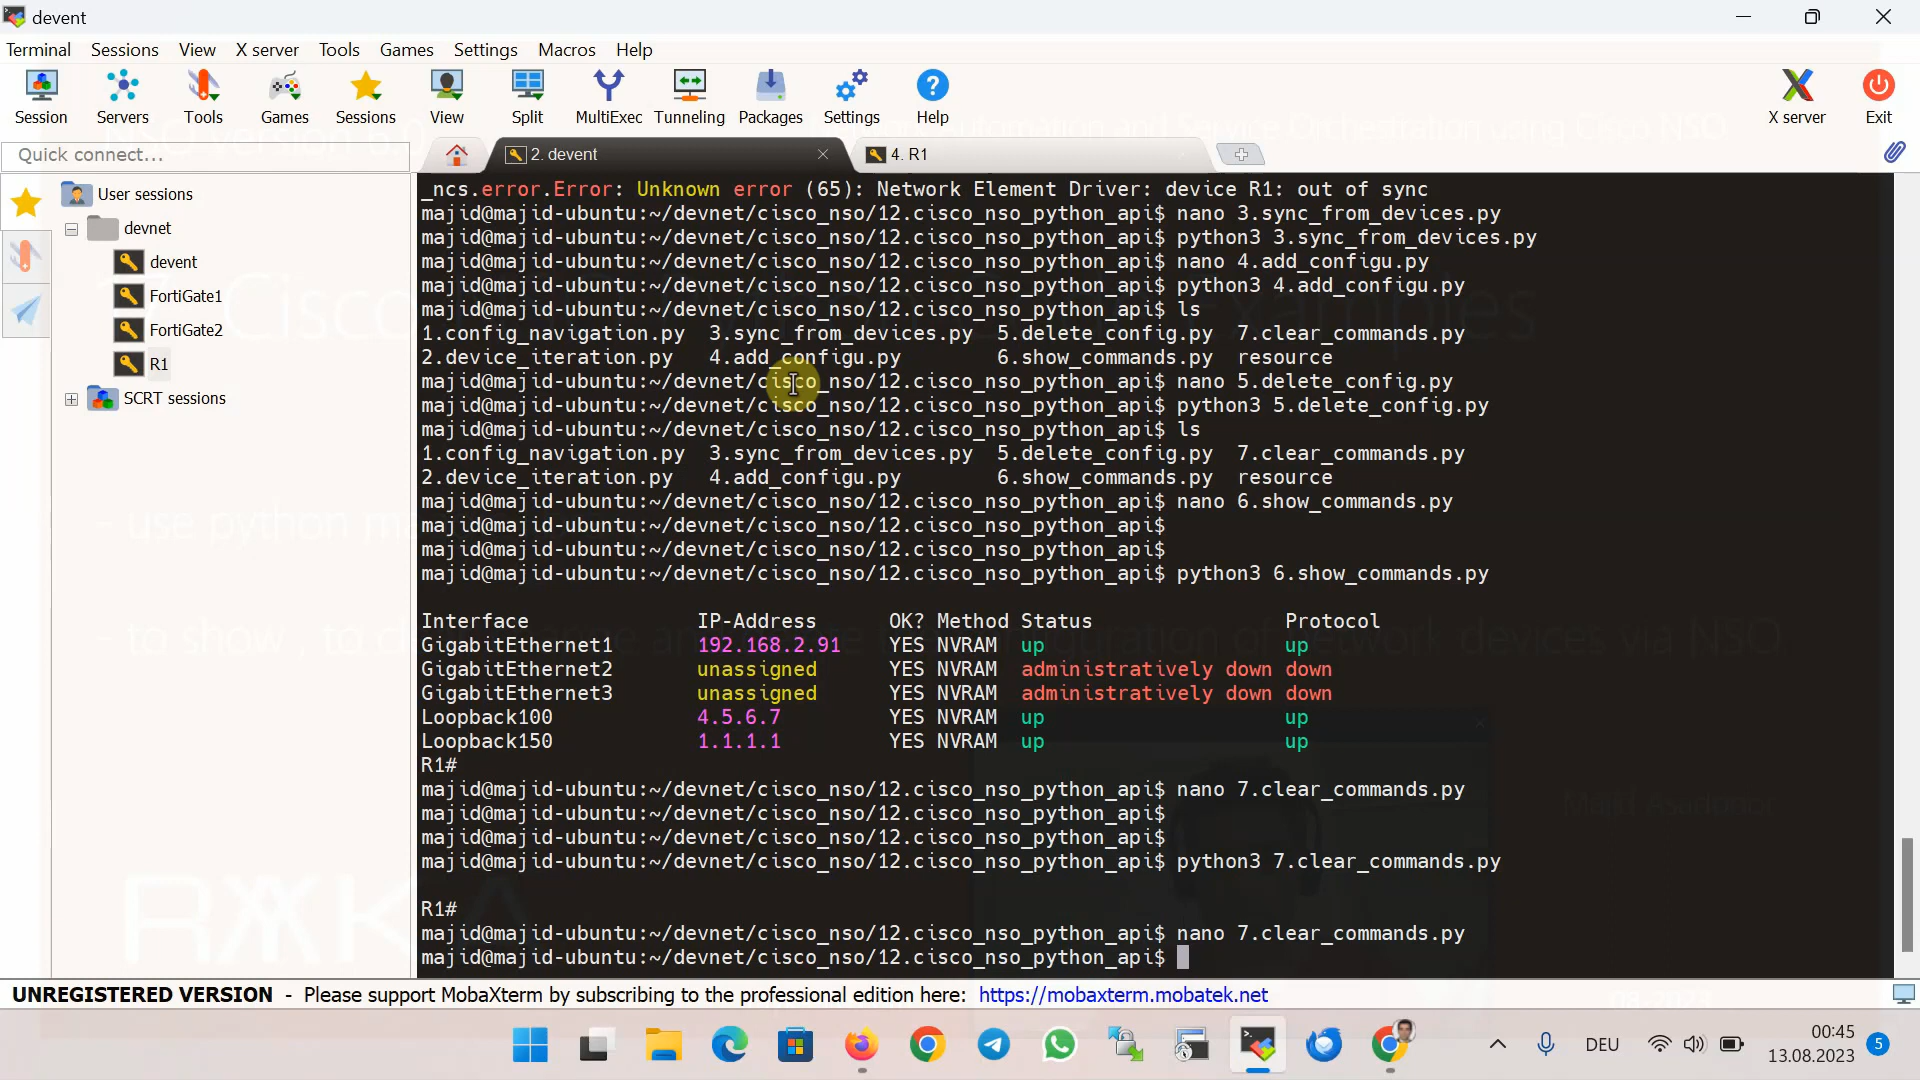 devent
Terminal Sessions View X server Tools Games Settings Macros Help
Session Servers Tools Games Sessions View Split MultiExec Tunneling Packages Settings Help X server Exit
Quick connect...
2. devent
4. R1
User sessions
devnet
devent
FortiGate1
FortiGate2
R1
SCRT sessions
_ncs.error.Error: Unknown error (65): Network Element Driver: device R1: out of sync
majid@majid-ubuntu:~/devnet/cisco_nso/12.cisco_nso_python_api$ nano 3.sync_from_devices.py
majid@majid-ubuntu:~/devnet/cisco_nso/12.cisco_nso_python_api$ python3 3.sync_from_devices.py
majid@majid-ubuntu:~/devnet/cisco_nso/12.cisco_nso_python_api$ nano 4.add_configu.py
majid@majid-ubuntu:~/devnet/cisco_nso/12.cisco_nso_python_api$ python3 4.add_configu.py
majid@majid-ubuntu:~/devnet/cisco_nso/12.cisco_nso_python_api$ ls
1.config_navigation.py 3.sync_from_devices.py 5.delete_config.py 7.clear_commands.py
2.device_iteration.py 4.add_configu.py 6.show_commands.py resource
majid@majid-ubuntu:~/devnet/cisco_nso/12.cisco_nso_python_api$ nano 5.delete_config.py
majid@majid-ubuntu:~/devnet/cisco_nso/12.cisco_nso_python_api$ python3 5.delete_config.py
majid@majid-ubuntu:~/devnet/cisco_nso/12.cisco_nso_python_api$ ls
1.config_navigation.py 3.sync_from_devices.py 5.delete_config.py 7.clear_commands.py
2.device_iteration.py 4.add_configu.py 6.show_commands.py resource
majid@majid-ubuntu:~/devnet/cisco_nso/12.cisco_nso_python_api$ nano 6.show_commands.py
majid@majid-ubuntu:~/devnet/cisco_nso/12.cisco_nso_python_api$
majid@majid-ubuntu:~/devnet/cisco_nso/12.cisco_nso_python_api$
majid@majid-ubuntu:~/devnet/cisco_nso/12.cisco_nso_python_api$ python3 6.show_commands.py
Interface IP-Address OK? Method Status Protocol
GigabitEthernet1 192.168.2.91 YES NVRAM up up
GigabitEthernet2 unassigned YES NVRAM administratively down down
GigabitEthernet3 unassigned YES NVRAM administratively down down
Loopback100 4.5.6.7 YES NVRAM up up
Loopback150 1.1.1.1 YES NVRAM up up
R1#
majid@majid-ubuntu:~/devnet/cisco_nso/12.cisco_nso_python_api$ nano 7.clear_commands.py
majid@majid-ubuntu:~/devnet/cisco_nso/12.cisco_nso_python_api$
majid@majid-ubuntu:~/devnet/cisco_nso/12.cisco_nso_python_api$
majid@majid-ubuntu:~/devnet/cisco_nso/12.cisco_nso_python_api$ python3 7.clear_commands.py
R1#
majid@majid-ubuntu:~/devnet/cisco_nso/12.cisco_nso_python_api$ nano 7.clear_commands.py
majid@majid-ubuntu:~/devnet/cisco_nso/12.cisco_nso_python_api$
UNREGISTERED VERSION - Please support MobaXterm by subscribing to the professional edition here: https://mobaxterm.mobatek.net
DEU
00:45
13.08.2023
5